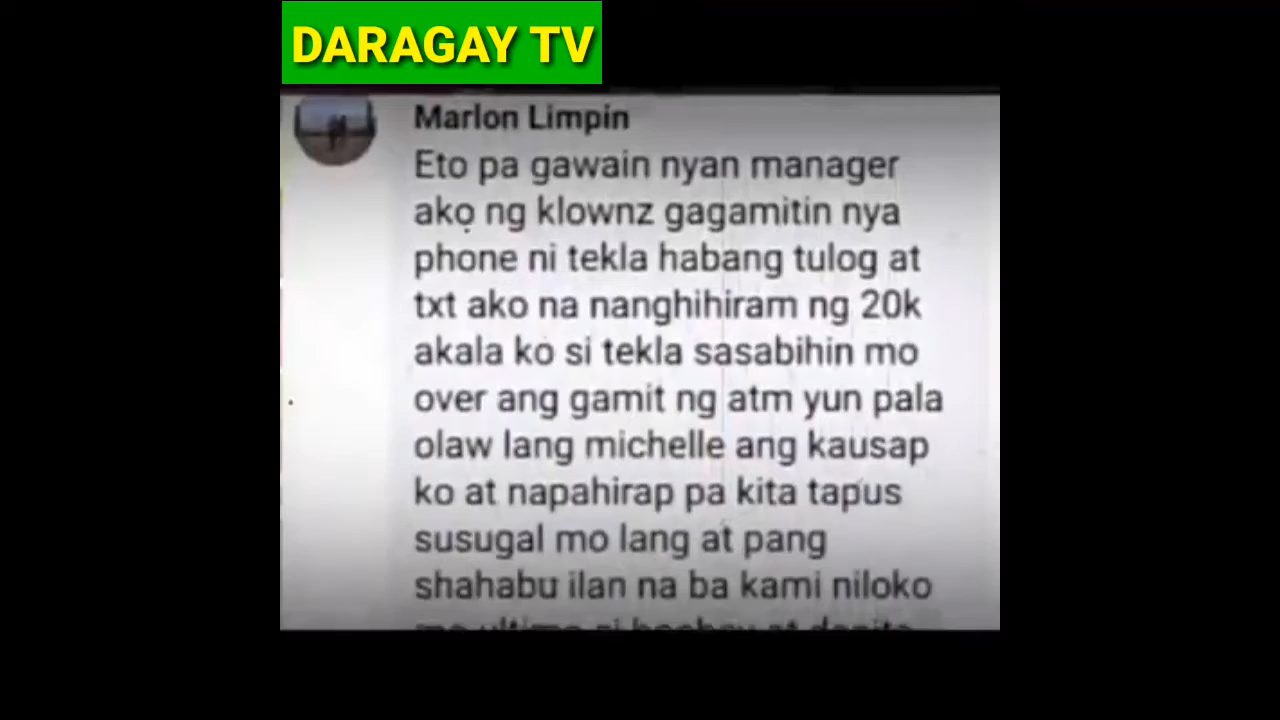 DARAGAY TV
Marlon Limpin
Eto pa gawain nyan manager
ako ng klownz gagamitin nya
phone ni tekla habang tulog at
txt ako na nanghihiram ng 20k
akala ko si tekla sasabihin mo
over ang gamit ng atm yun pala
olaw lang michelle ang kausap
ko at napahirap pa kita tapus
susugal mo lang at pang
shahabu ilan na ba kami niloko